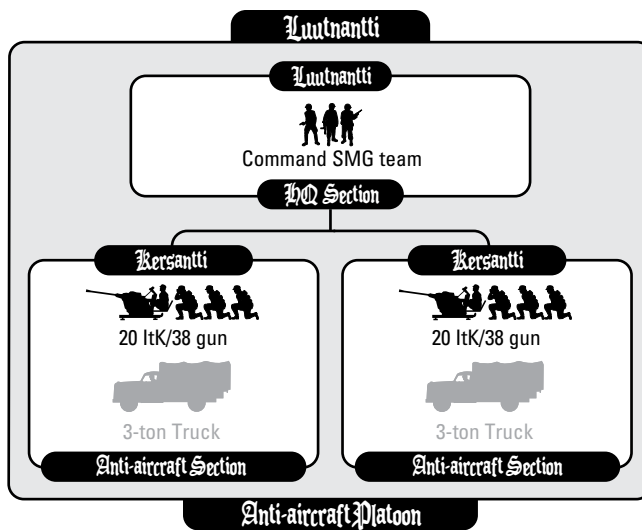 Luutnantti
Luutnantti
Command SMG team
HQ Section
Kersantti
20 ItK/38 gun
3-ton Truck
Anti-aircraft Section
Kersantti
20 ItK/38 gun
3-ton Truck
Anti-aircraft Section
Anti-aircraft Platoon